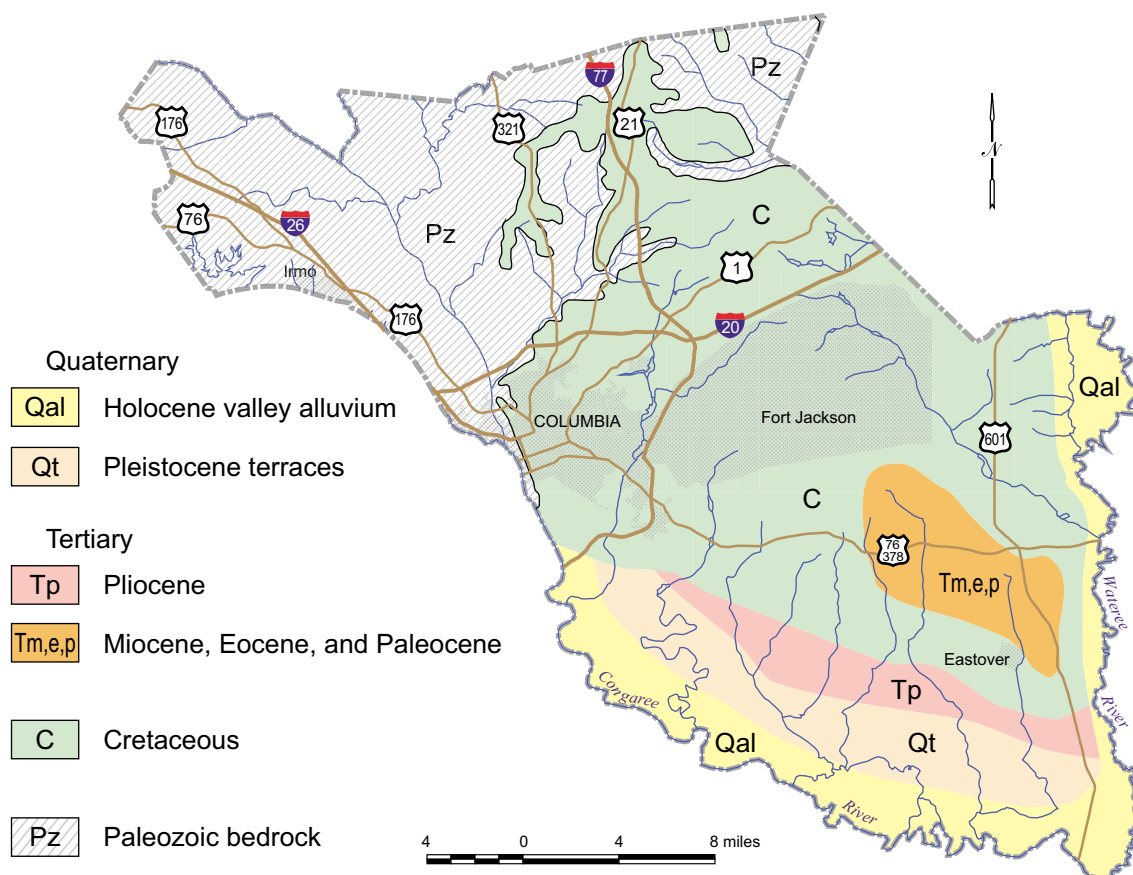 77
Pz
176
321
21
N
76
26
Pz
C
Irmo
1
176
20
Quaternary
Qal
Holocene valley alluvium
Qal
COLUMBIA
Fort Jackson
601
Qt
Pleistocene terraces
C
Tertiary
76
378
Tp
Pliocene
Tm,e,p
Wateree
River
Tm,e,p
Miocene, Eocene, and Paleocene
Eastover
Tp
Congaree
River
Qal
Qt
C
Cretaceous
Pz
Paleozoic bedrock
4 0 4 8 miles